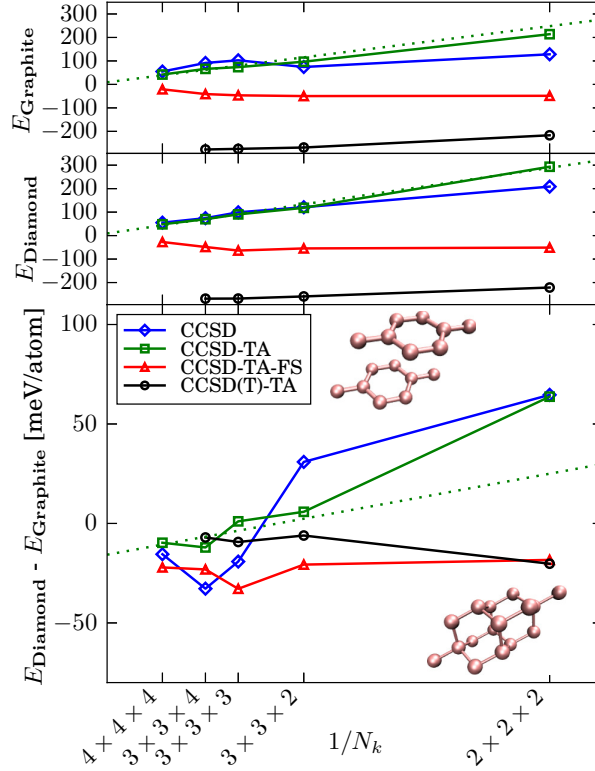 300
200
100
0
−100
−200
E_Graphite
300
200
100
0
−100
−200
E_Diamond
100
50
0
−50
E_Diamond - E_Graphite [meV/atom]
CCSD
CCSD-TA
CCSD-TA-FS
CCSD(T)-TA
4 × 4 × 4
3 × 3 × 4
3 × 3 × 3
3 × 3 × 2
2 × 2 × 2
1/N_k